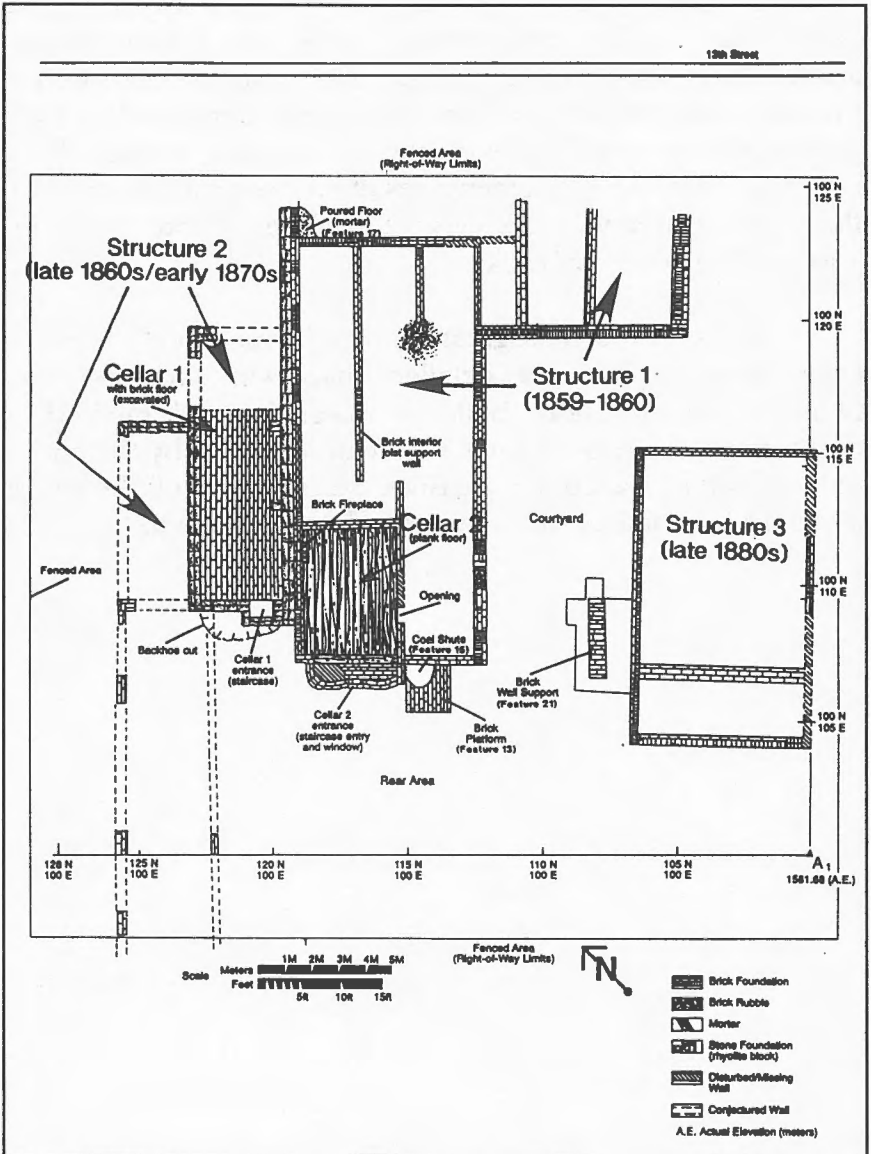 13th Street
Fenced Area
(Right-of-Way Limits)
100 N
125 E
Poured Floor
(mortar)
(Feature 17)
Structure 2
(late 1860s/early 1870s
100 N
120 E
Cellar 1
with brick floor
(excavated)
Structure 1
(1859–1860)
Brick interior
joist support
wall
100 N
115 E
Brick Fireplace
Cellar 2
(plank floor)
Courtyard
Structure 3
(late 1880s)
Fenced Area
Opening
100 N
110 E
Backhoe cut
Cellar 1
entrance
(staircase)
Coal Shute
(Feature 15)
Brick
Wall Support
(Feature 21)
Cellar 2
entrance
(staircase entry
and window)
Brick
Platform
(Feature 13)
100 N
105 E
Rear Area
128 N
100 E
125 N
100 E
120 N
100 E
115 N
100 E
110 N
100 E
105 N
100 E
A1
1581.68 (A.E.)
Fenced Area
(Right-of-Way Limits)
N
Scale
Meters
1M 2M 3M 4M 5M
Feet
5ft 10ft 15ft
Brick Foundation
Brick Rubble
Mortar
Stone Foundation
(rhyolite block)
Disturbed/Missing
Wall
Conjectured Wall
A.E. Actual Elevation (meters)